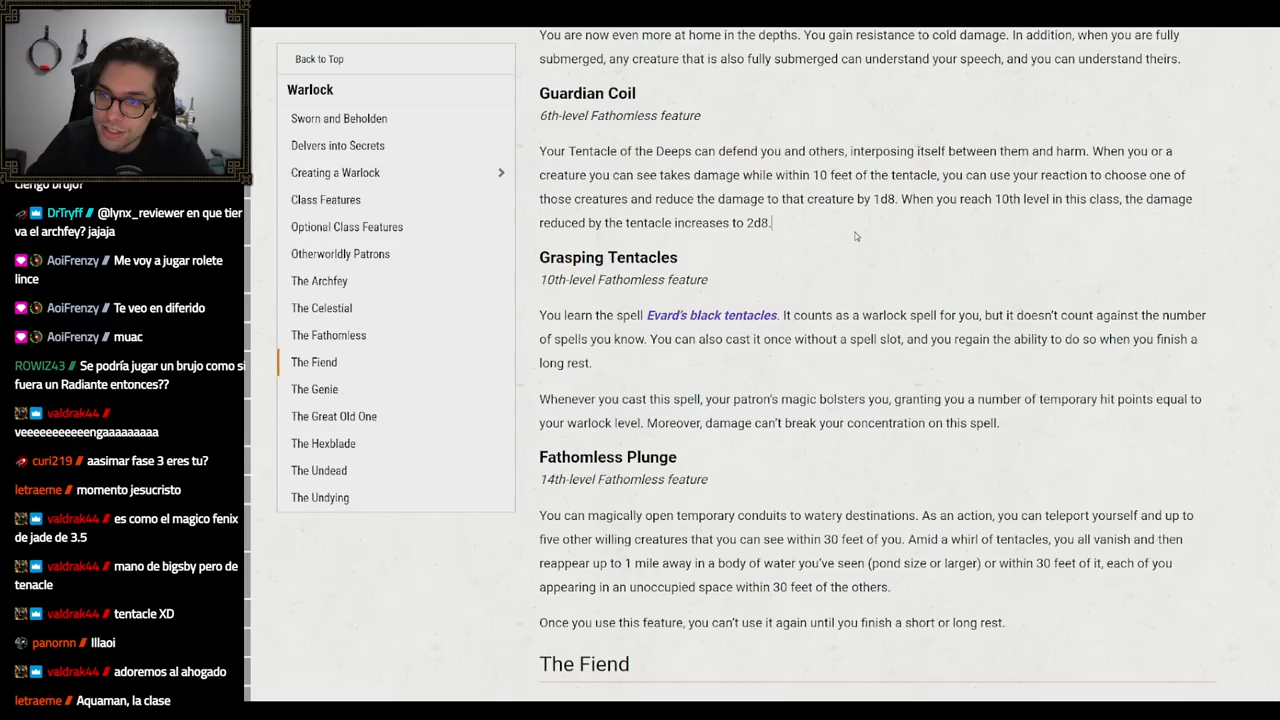 ciengo brujo?
DrTryff // @lynx_reviewer en que tier
va el archfey? jajaja
AoiFrenzy // Me voy a jugar rolete
lince
AoiFrenzy // Te veo en diferido
AoiFrenzy // muac
ROWIZ43 // Se podría jugar un brujo como si
fuera un Radiante entonces??
valdrak44 //
veeeeeeeeeengaaaaaaaaa
curi219 // aasimar fase 3 eres tu?
letraeme // momento jesucristo
valdrak44 // es como el magico fenix
de jade de 3.5
valdrak44 // mano de bigsby pero de
tenacle
valdrak44 // tentacle XD
panornn // Illaoi
valdrak44 // adoremos al ahogado
letraeme // Aquaman, la clase
Back to Top
Warlock
Sworn and Beholden
Delvers into Secrets
Creating a Warlock
Class Features
Optional Class Features
Otherworldly Patrons
The Archfey
The Celestial
The Fathomless
The Fiend
The Genie
The Great Old One
The Hexblade
The Undead
The Undying
You are now even more at home in the depths. You gain resistance to cold damage. In addition, when you are fully
submerged, any creature that is also fully submerged can understand your speech, and you can understand theirs.
Guardian Coil
6th-level Fathomless feature
Your Tentacle of the Deeps can defend you and others, interposing itself between them and harm. When you or a
creature you can see takes damage while within 10 feet of the tentacle, you can use your reaction to choose one of
those creatures and reduce the damage to that creature by 1d8. When you reach 10th level in this class, the damage
reduced by the tentacle increases to 2d8.
Grasping Tentacles
10th-level Fathomless feature
You learn the spell Evard's black tentacles. It counts as a warlock spell for you, but it doesn't count against the number
of spells you know. You can also cast it once without a spell slot, and you regain the ability to do so when you finish a
long rest.
Whenever you cast this spell, your patron's magic bolsters you, granting you a number of temporary hit points equal to
your warlock level. Moreover, damage can't break your concentration on this spell.
Fathomless Plunge
14th-level Fathomless feature
You can magically open temporary conduits to watery destinations. As an action, you can teleport yourself and up to
five other willing creatures that you can see within 30 feet of you. Amid a whirl of tentacles, you all vanish and then
reappear up to 1 mile away in a body of water you've seen (pond size or larger) or within 30 feet of it, each of you
appearing in an unoccupied space within 30 feet of the others.
Once you use this feature, you can't use it again until you finish a short or long rest.
The Fiend